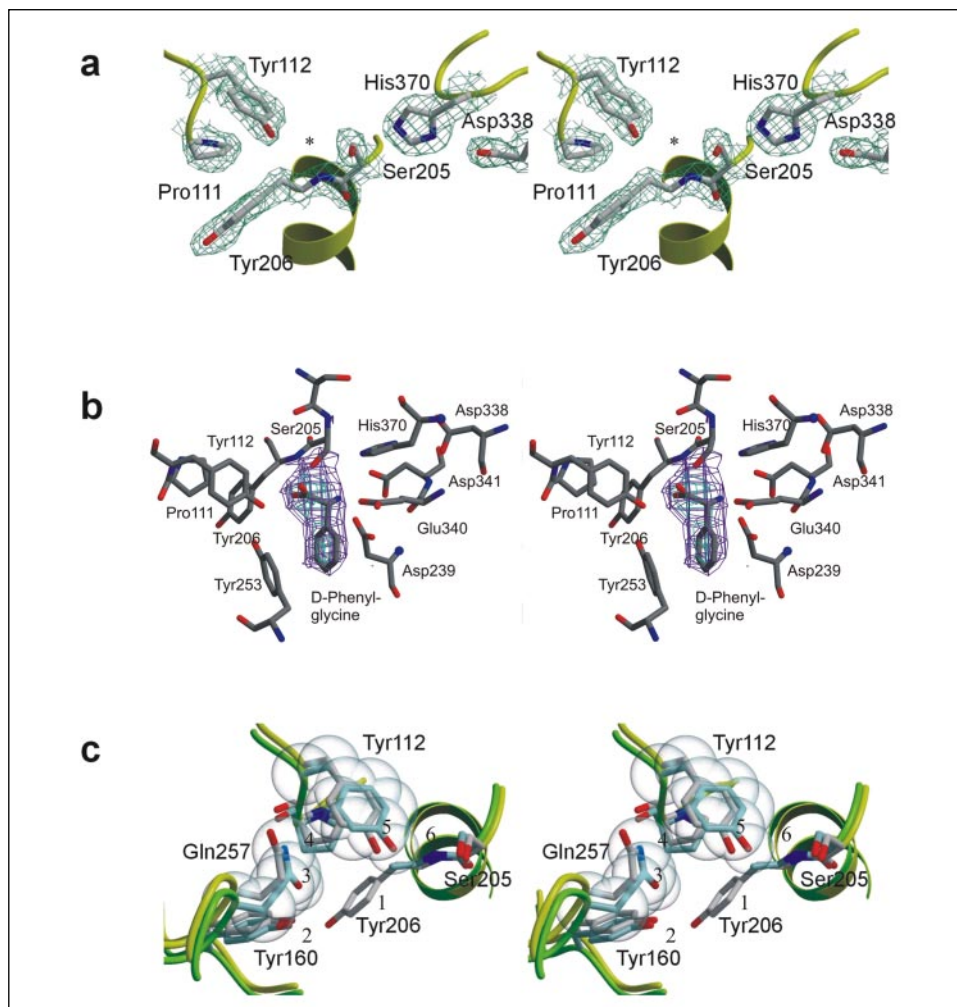 a
Tyr112
His370
Asp338
*
Ser205
Pro111
Tyr206
Tyr112
His370
Asp338
*
Ser205
Pro111
Tyr206
b
Asp338
His370
Ser205
Tyr112
Asp341
Pro111
Glu340
Tyr206
Asp239
Tyr253
D-Phenyl-
glycine
Asp338
His370
Ser205
Tyr112
Asp341
Pro111
Glu340
Tyr206
Asp239
Tyr253
D-Phenyl-
glycine
c
Tyr112
5
6
4
Gln257
3
Ser205
1
Tyr206
2
Tyr160
Tyr112
5
6
4
Gln257
3
Ser205
1
Tyr206
2
Tyr160